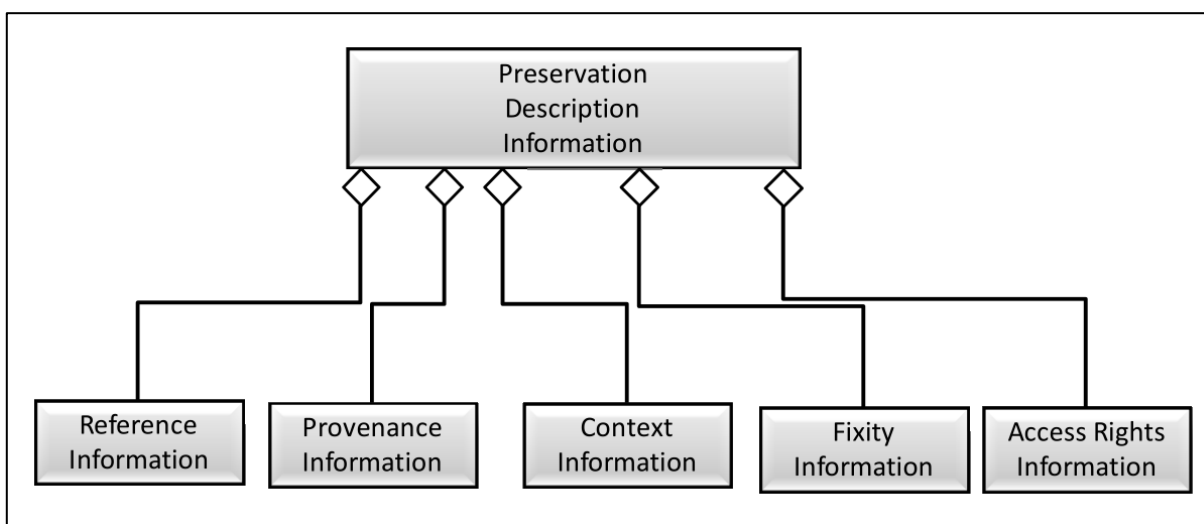 Preservation
Description
Information
Reference
Information
Provenance
Information
Context
Information
Fixity
Information
Access Rights
Information